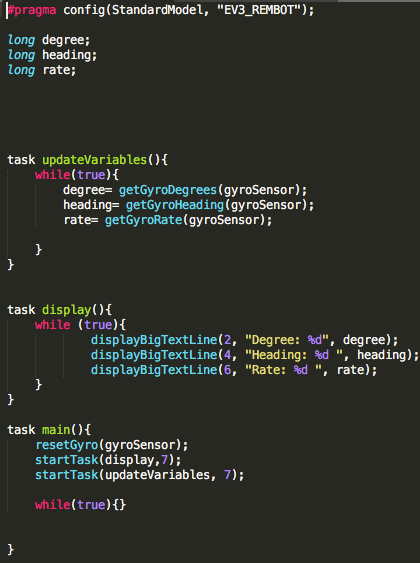 #pragma config(StandardModel, "EV3_REMBOT");
long degree;
long heading;
long rate;
task updateVariables(){
while(true){
degree= getGyroDegrees(gyroSensor);
heading= getGyroHeading(gyroSensor);
rate= getGyroRate(gyroSensor);
}
}
task display(){
while (true){
displayBigTextLine(2, "Degree: %d", degree);
displayBigTextLine(4, "Heading: %d ", heading);
displayBigTextLine(6, "Rate: %d ", rate);
}
}
task main(){
resetGyro(gyroSensor);
startTask(display,7);
startTask(updateVariables, 7);
while(true){}
}